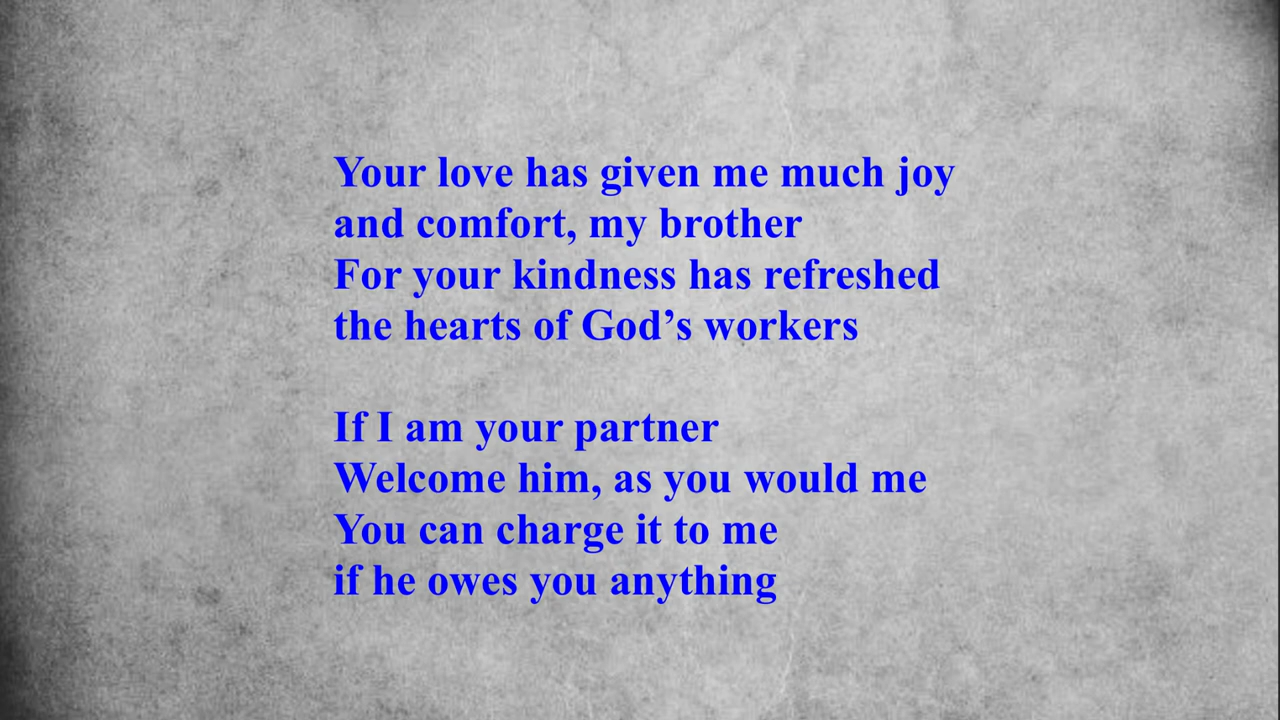 Your love has given me much joy
and comfort, my brother
For your kindness has refreshed
the hearts of God’s workers
If I am your partner
Welcome him, as you would me
You can charge it to me
if he owes you anything